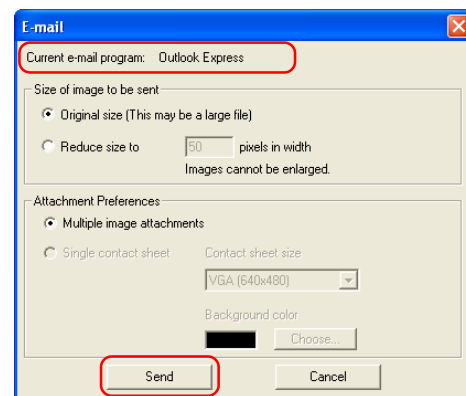 E-mail
Current e-mail program: Outlook Express
Size of image to be sent
Original size (This may be a large file)
Reduce size to 50 pixels in width
Images cannot be enlarged.
Attachment Preferences
Multiple image attachments
Single contact sheet Contact sheet size
VGA (640x480)
Background color
Choose...
Send Cancel